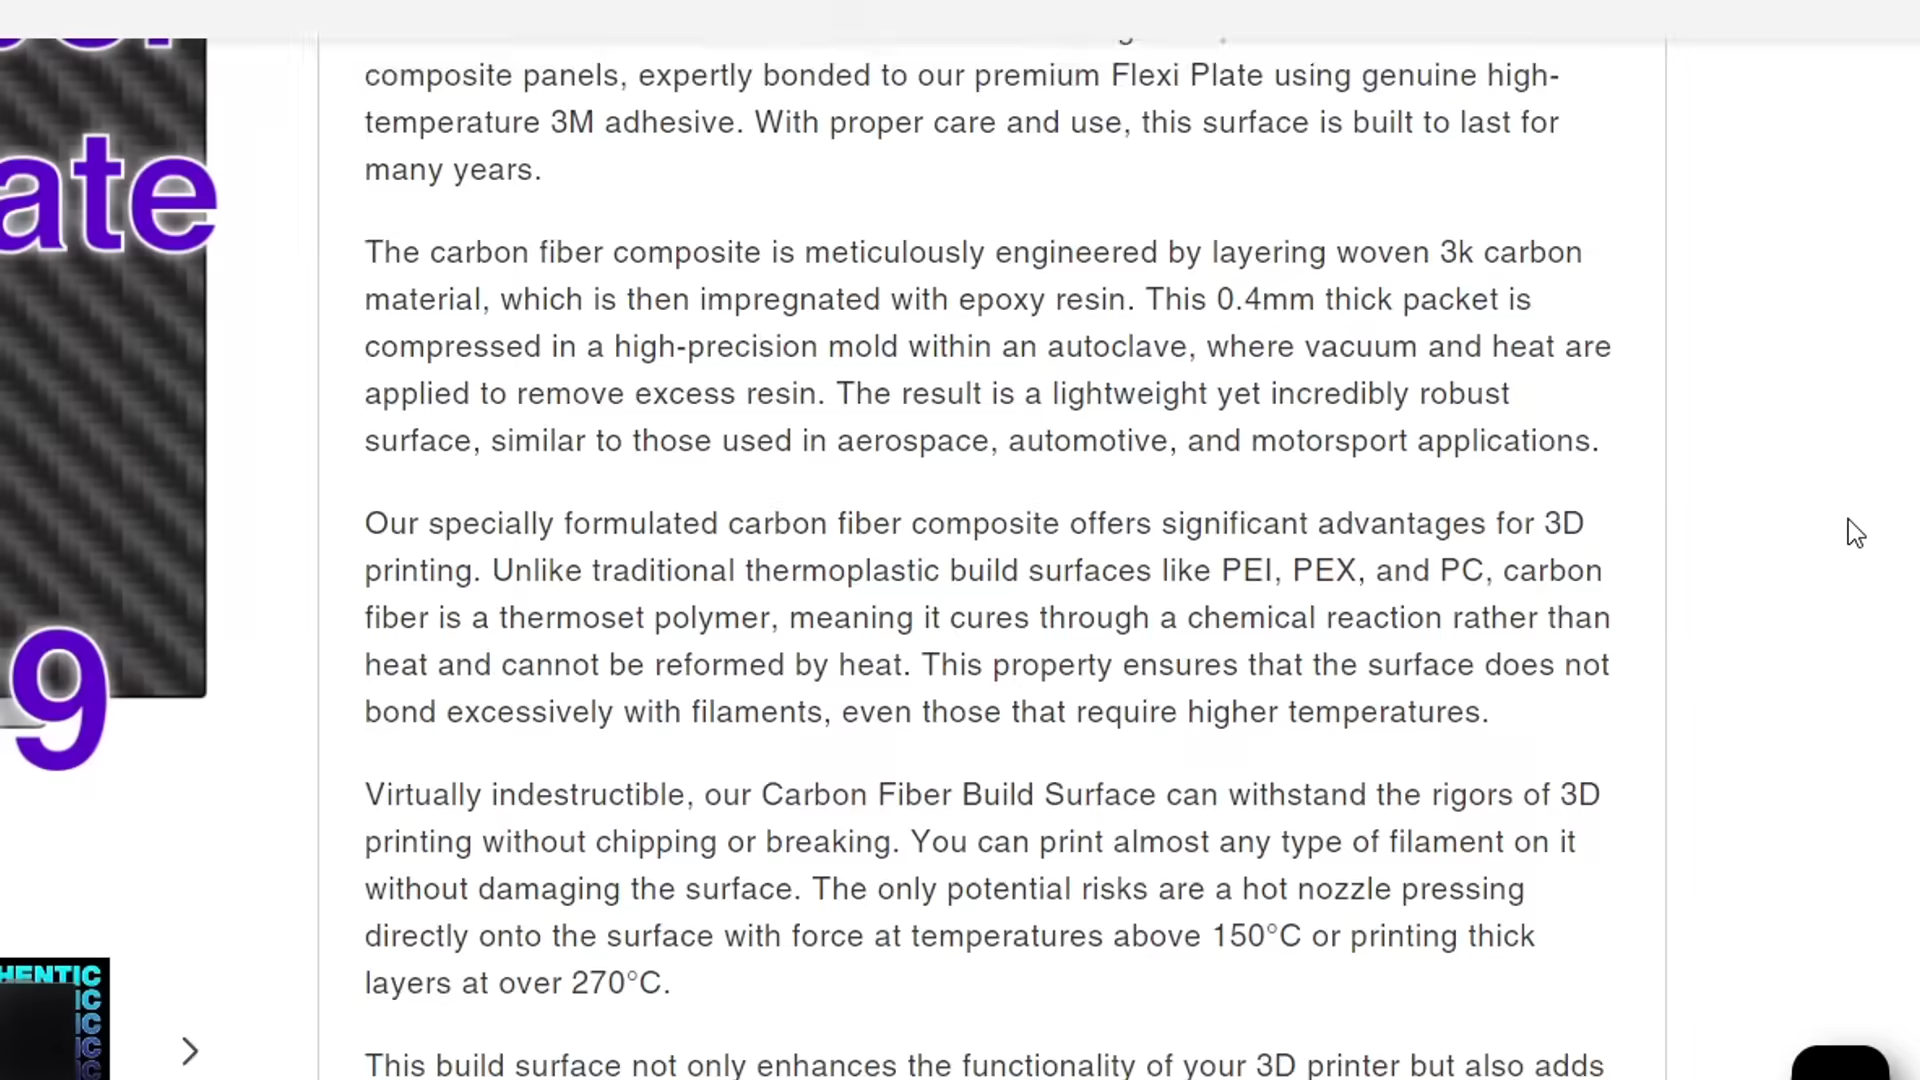 ate
9
HENTIC
IC
IC
IC
composite panels, expertly bonded to our premium Flexi Plate using genuine high-
temperature 3M adhesive. With proper care and use, this surface is built to last for
many years.
The carbon fiber composite is meticulously engineered by layering woven 3k carbon
material, which is then impregnated with epoxy resin. This 0.4mm thick packet is
compressed in a high-precision mold within an autoclave, where vacuum and heat are
applied to remove excess resin. The result is a lightweight yet incredibly robust
surface, similar to those used in aerospace, automotive, and motorsport applications.
Our specially formulated carbon fiber composite offers significant advantages for 3D
printing. Unlike traditional thermoplastic build surfaces like PEI, PEX, and PC, carbon
fiber is a thermoset polymer, meaning it cures through a chemical reaction rather than
heat and cannot be reformed by heat. This property ensures that the surface does not
bond excessively with filaments, even those that require higher temperatures.
Virtually indestructible, our Carbon Fiber Build Surface can withstand the rigors of 3D
printing without chipping or breaking. You can print almost any type of filament on it
without damaging the surface. The only potential risks are a hot nozzle pressing
directly onto the surface with force at temperatures above 150°C or printing thick
layers at over 270°C.
This build surface not only enhances the functionality of your 3D printer but also adds